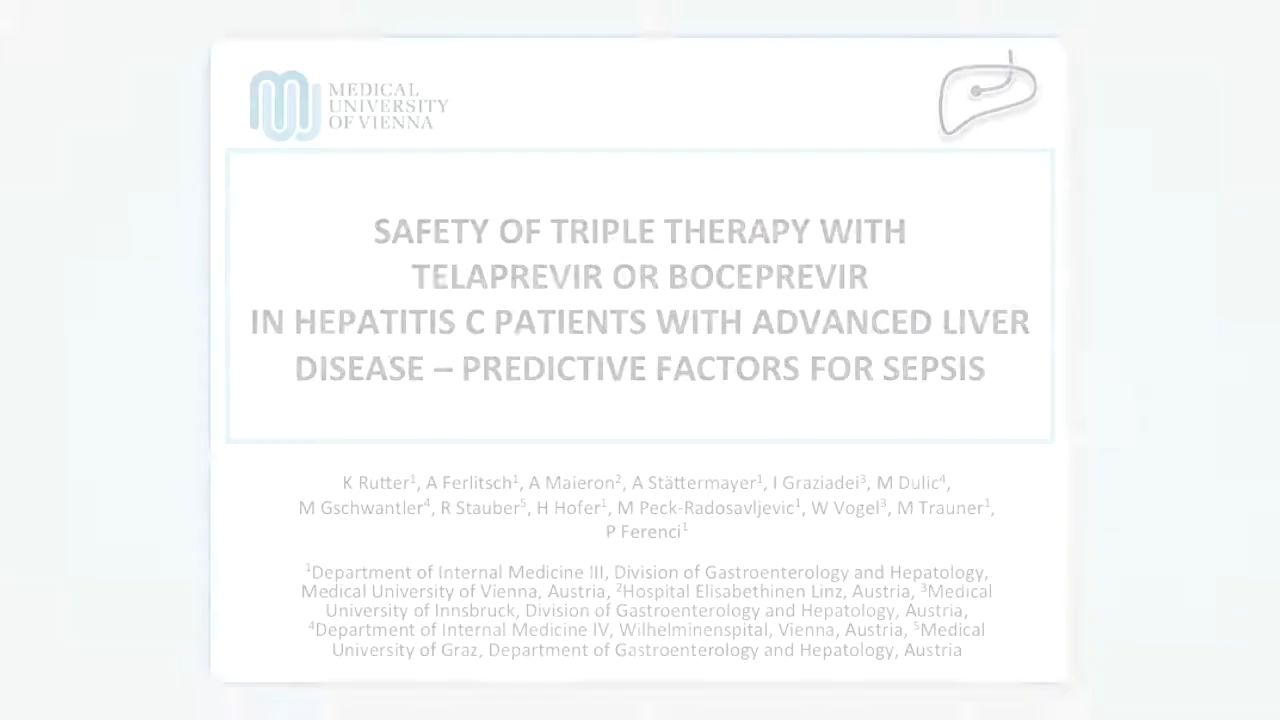 MEDICAL
UNIVERSITY
OF VIENNA
SAFETY OF TRIPLE THERAPY WITH
TELAPREVIR OR BOCEPREVIR
IN HEPATITIS C PATIENTS WITH ADVANCED LIVER
DISEASE – PREDICTIVE FACTORS FOR SEPSIS
K Rutter¹, A Ferlitsch¹, A Maieron², A Stättermayer¹, I Graziadei³, M Dulic⁴,
M Gschwantler⁴, R Stauber⁵, H Hofer¹, M Peck-Radosavljevic¹, W Vogel³, M Trauner¹,
P Ferenci¹
¹Department of Internal Medicine III, Division of Gastroenterology and Hepatology,
Medical University of Vienna, Austria, ²Hospital Elisabethinen Linz, Austria, ³Medical
University of Innsbruck, Division of Gastroenterology and Hepatology, Austria,
⁴Department of Internal Medicine IV, Wilhelminenspital, Vienna, Austria, ⁵Medical
University of Graz, Department of Gastroenterology and Hepatology, Austria